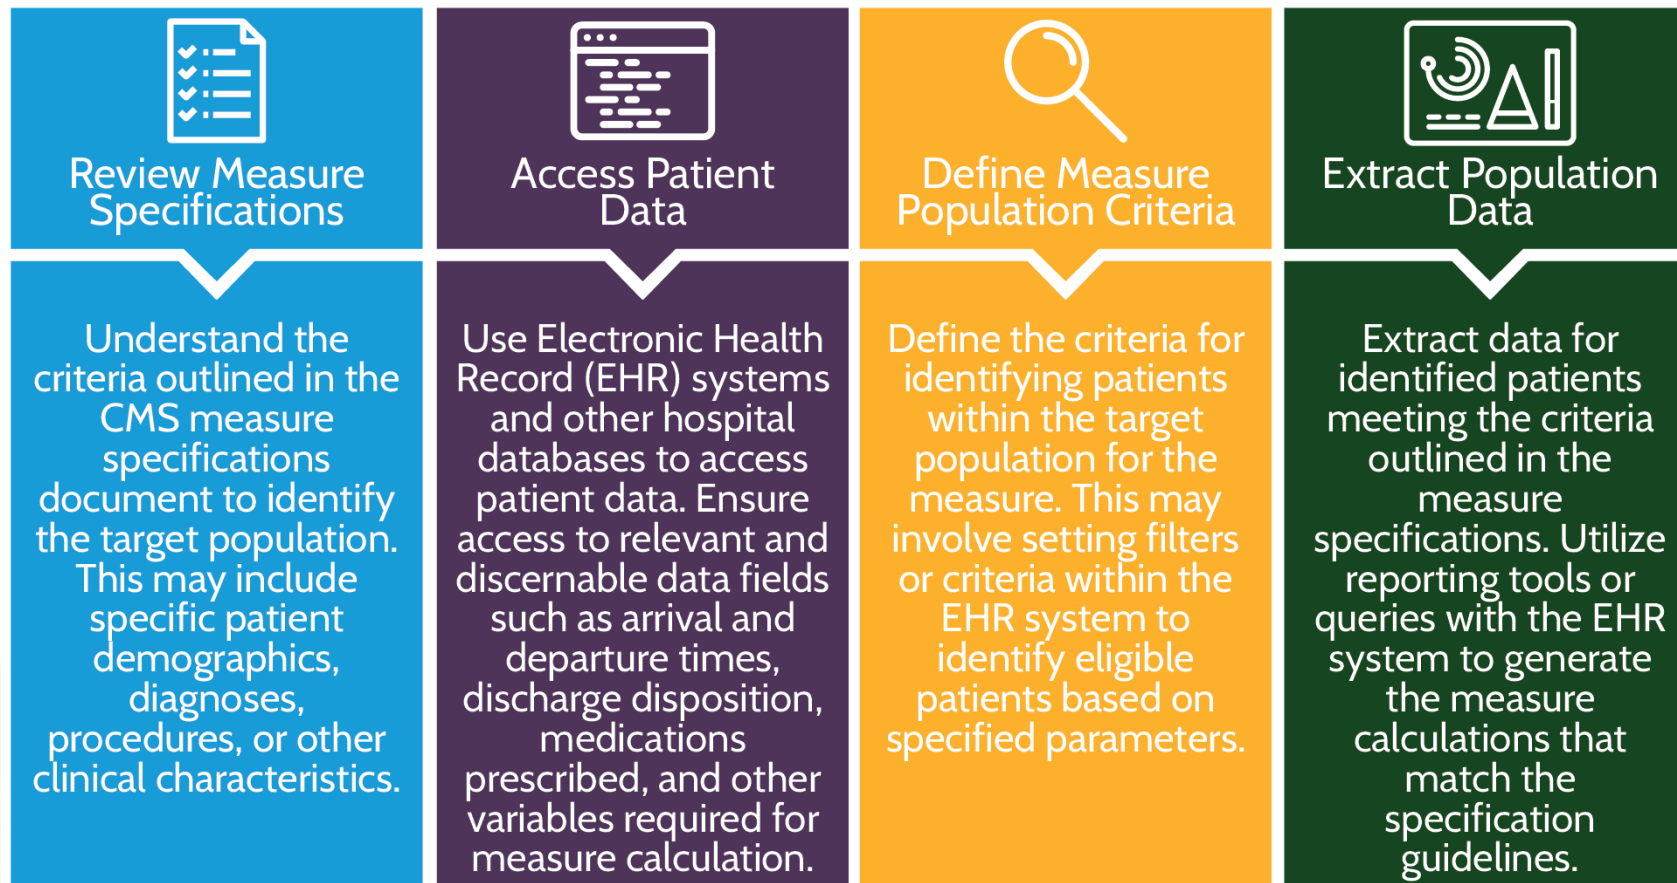 Review Measure
Specifications
Understand the
criteria outlined in the
CMS measure
specifications
document to identify
the target population.
This may include
specific patient
demographics,
diagnoses,
procedures, or other
clinical characteristics.
Access Patient
Data
Use Electronic Health
Record (EHR) systems
and other hospital
databases to access
patient data. Ensure
access to relevant and
discernable data fields
such as arrival and
departure times,
discharge disposition,
medications
prescribed, and other
variables required for
measure calculation.
Define Measure
Population Criteria
Define the criteria for
identifying patients
within the target
population for the
measure. This may
involve setting filters
or criteria within the
EHR system to
identify eligible
patients based on
specified parameters.
Extract Population
Data
Extract data for
identified patients
meeting the criteria
outlined in the
measure
specifications. Utilize
reporting tools or
queries with the EHR
system to generate
the measure
calculations that
match the
specification
guidelines.